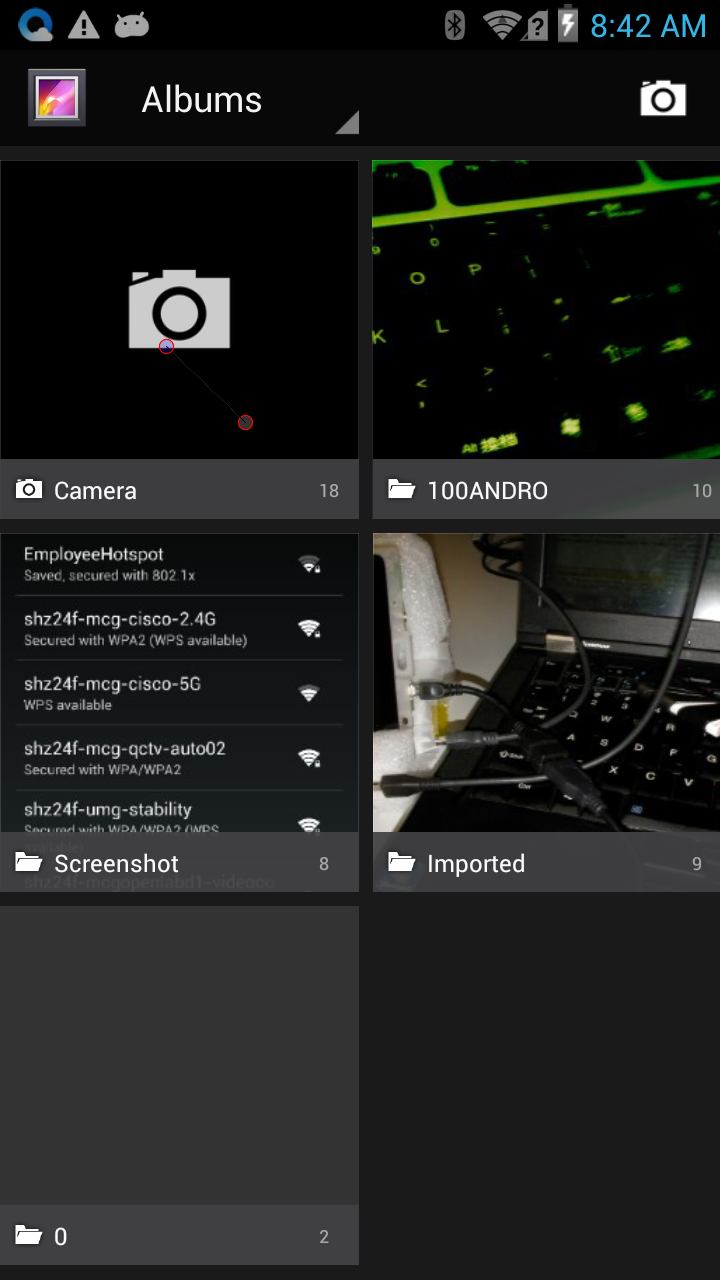 8:42 AM
Albums
O P
K L
< >
Alt
Camera 18
100ANDRO 10
EmployeeHotspot
Saved, secured with 802.1x
shz24f-mcg-cisco-2.4G
Secured with WPA2 (WPS available)
shz24f-mcg-cisco-5G
WPS available
shz24f-mcg-qctv-auto02
Secured with WPA/WPA2
shz24f-umg-stability
Secured with WPA/WPA2 (WPS
W R
A S D F G
X C V
Ctrl
Screenshot 8
Imported 9
0 2